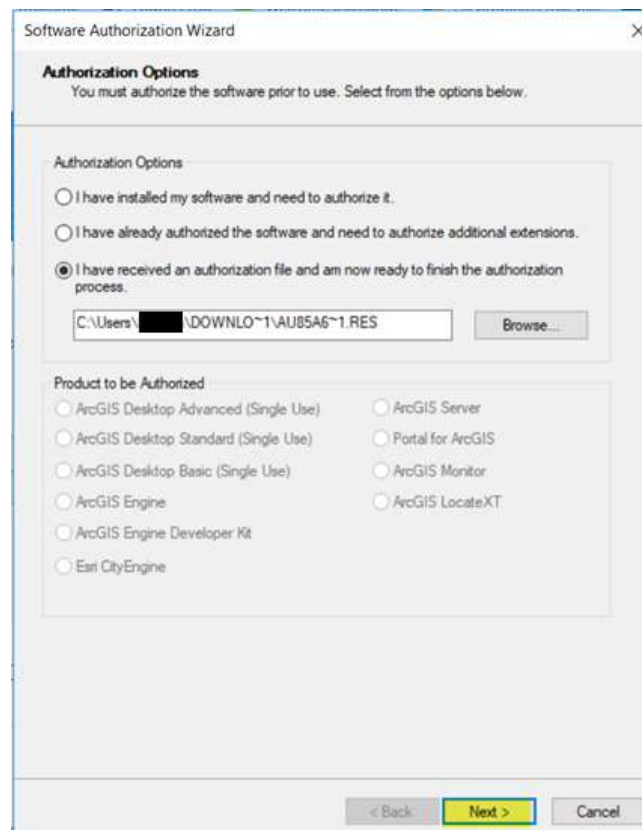 Software Authorization Wizard
Authorization Options
You must authorize the software prior to use. Select from the options below.
Authorization Options
I have installed my software and need to authorize it.
I have already authorized the software and need to authorize additional extensions.
I have received an authorization file and am now ready to finish the authorization
process.
C:\Users\ \DOWNLO~1\AU85A6~1.RES
Browse...
Product to be Authorized
ArcGIS Desktop Advanced (Single Use)
ArcGIS Server
ArcGIS Desktop Standard (Single Use)
Portal for ArcGIS
ArcGIS Desktop Basic (Single Use)
ArcGIS Monitor
ArcGIS Engine
ArcGIS LocateXT
ArcGIS Engine Developer Kit
Esri CityEngine
< Back
Next >
Cancel